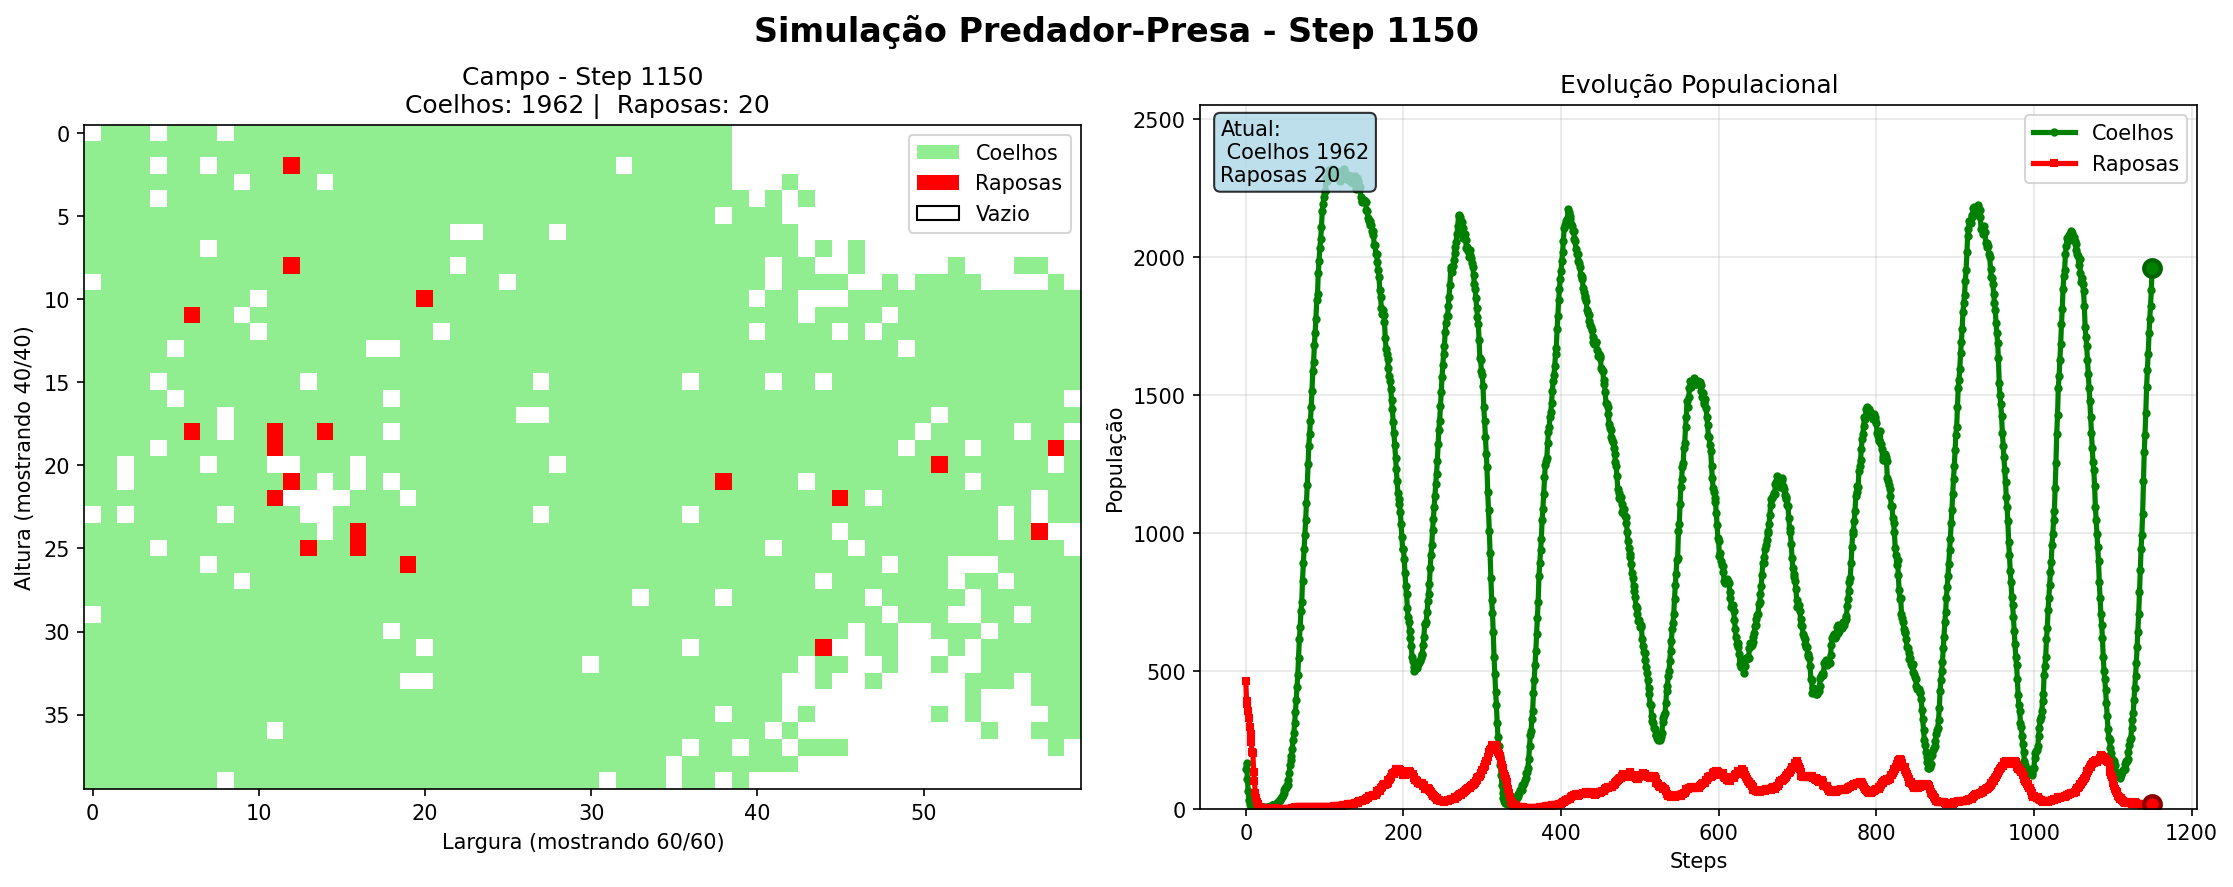 Simulação Predador-Presa - Step 1150
Campo - Step 1150
Coelhos: 1962 | Raposas: 20
Coelhos
Raposas
Vazio
0
5
10
15
20
25
30
35
Altura (mostrando 40/40)
0
10
20
30
40
50
Largura (mostrando 60/60)
Evolução Populacional
Atual:
Coelhos 1962
Raposas 20
Coelhos
Raposas
2500
2000
1500
1000
500
0
População
0
200
400
600
800
1000
1200
Steps